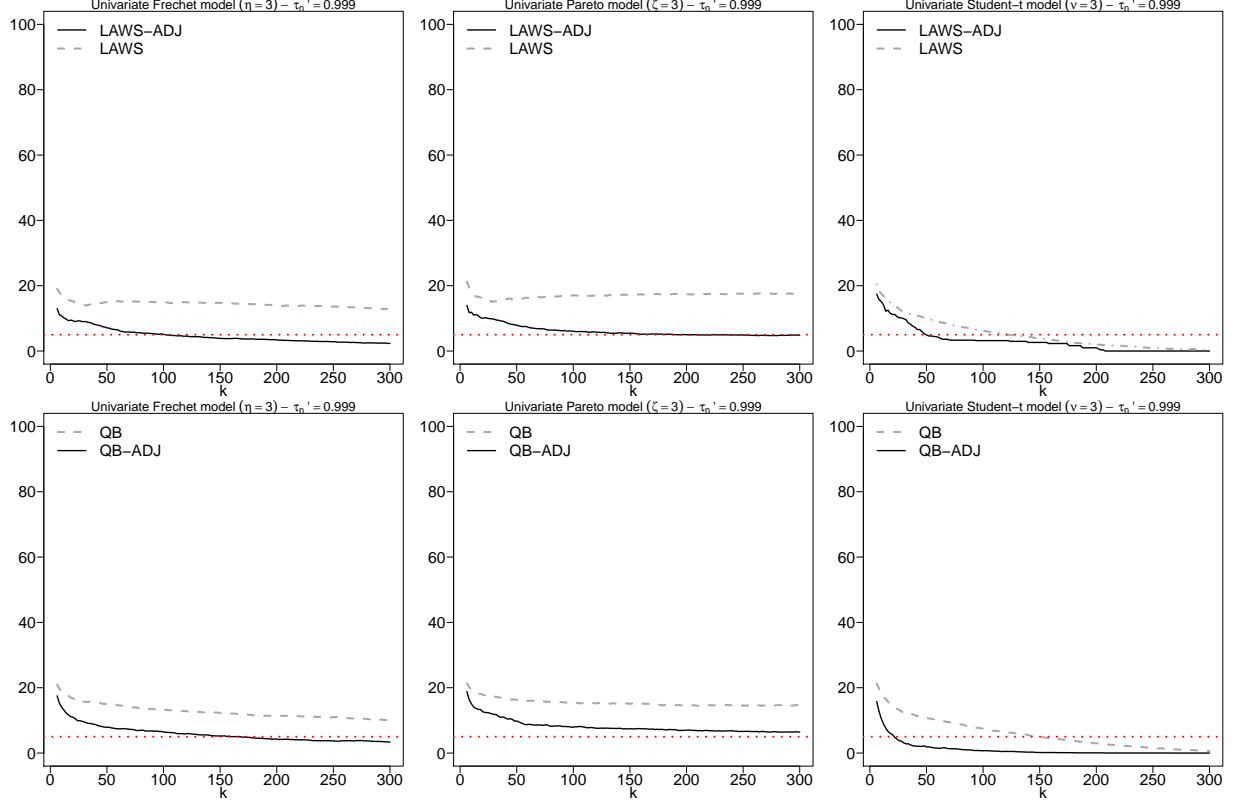 Univariate Frechet model (η = 3) − τn' = 0.999
LAWS−ADJ
LAWS
0 20 40 60 80 100
0 50 100 150 200 250 300
k
Univariate Pareto model (ζ = 3) − τn' = 0.999
LAWS−ADJ
LAWS
0 20 40 60 80 100
0 50 100 150 200 250 300
k
Univariate Student−t model (ν = 3) − τn' = 0.999
LAWS−ADJ
LAWS
0 20 40 60 80 100
0 50 100 150 200 250 300
k
Univariate Frechet model (η = 3) − τn' = 0.999
QB
QB−ADJ
0 20 40 60 80 100
0 50 100 150 200 250 300
k
Univariate Pareto model (ζ = 3) − τn' = 0.999
QB
QB−ADJ
0 20 40 60 80 100
0 50 100 150 200 250 300
k
Univariate Student−t model (ν = 3) − τn' = 0.999
QB
QB−ADJ
0 20 40 60 80 100
0 50 100 150 200 250 300
k